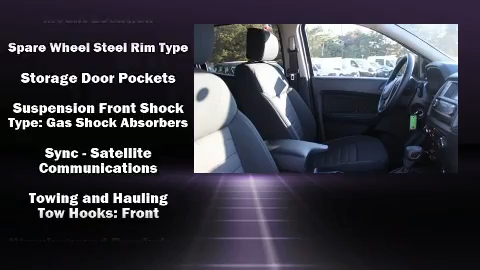 Spare Wheel Steel Rim Type
Storage Door Pockets
Suspension Front Shock
Type: Gas Shock Absorbers
Sync - Satellite
Communications
Towing and Hauling
Tow Hooks: Front